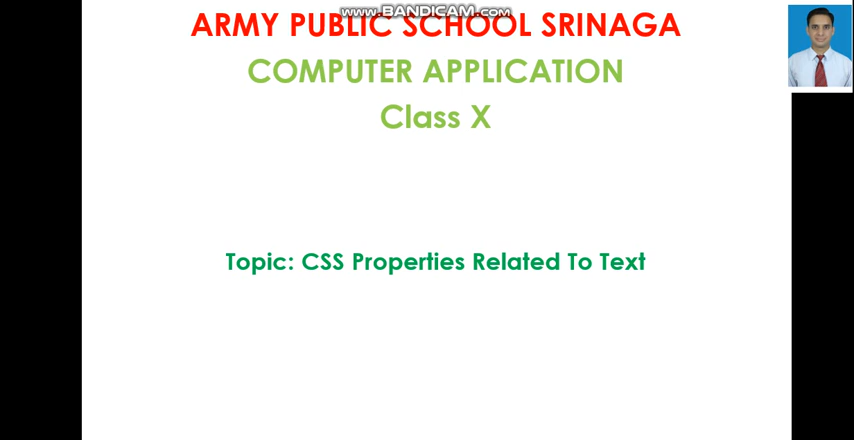 www.BANDICAM.com
ARMY PUBLIC SCHOOL SRINAGA
COMPUTER APPLICATION
Class X
Topic: CSS Properties Related To Text